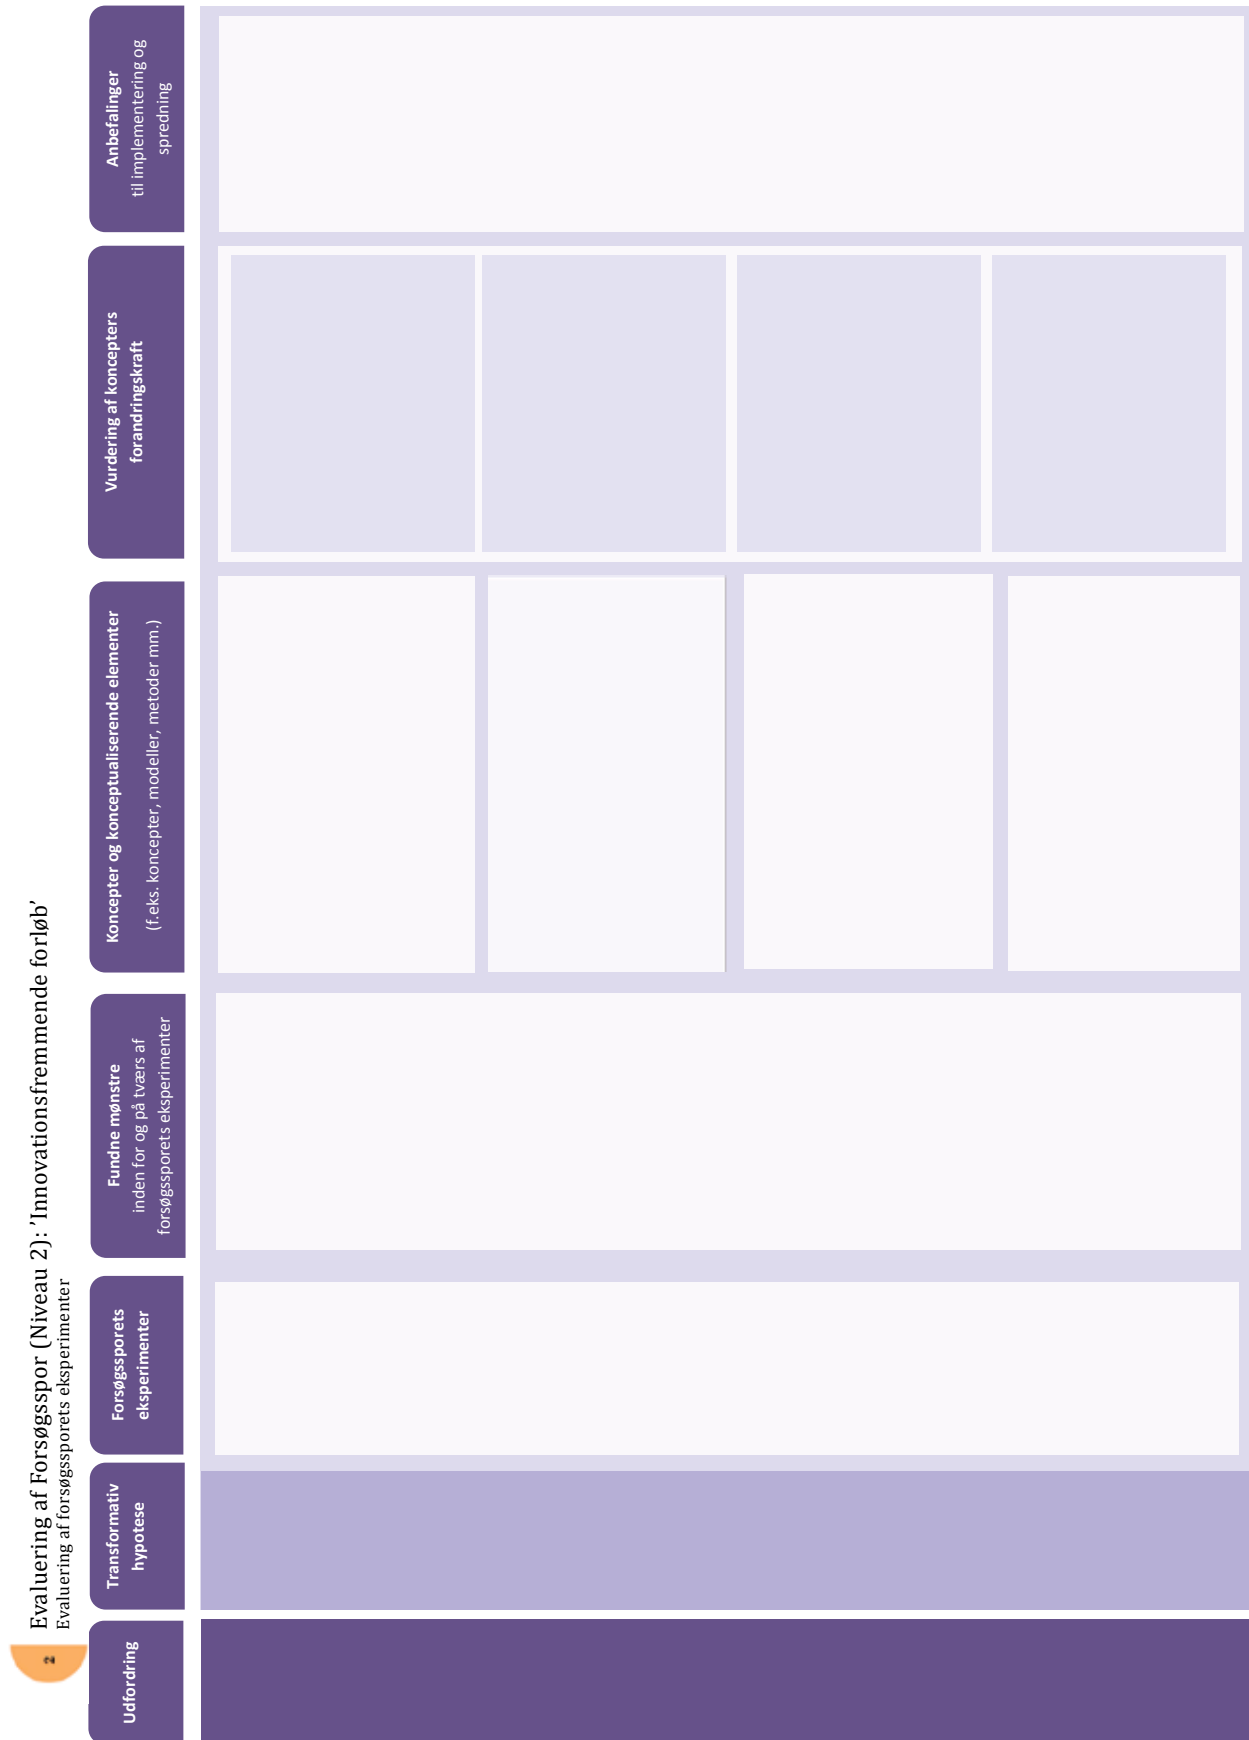 2
Evaluering af Forsøgsspor (Niveau 2): ’Innovationsfremmende forløb’
Evaluering af forsøgssporets eksperimenter
Udfordring
Transformativ
hypotese
Forsøgssporets
eksperimenter
Fundne mønstre
inden for og på tværs af
forsøgssporets eksperimenter
Koncepter og konceptualiserende elementer
(f.eks. koncepter, modeller, metoder mm.)
Vurdering af koncepters
forandringskraft
Anbefalinger
til implementering og
spredning